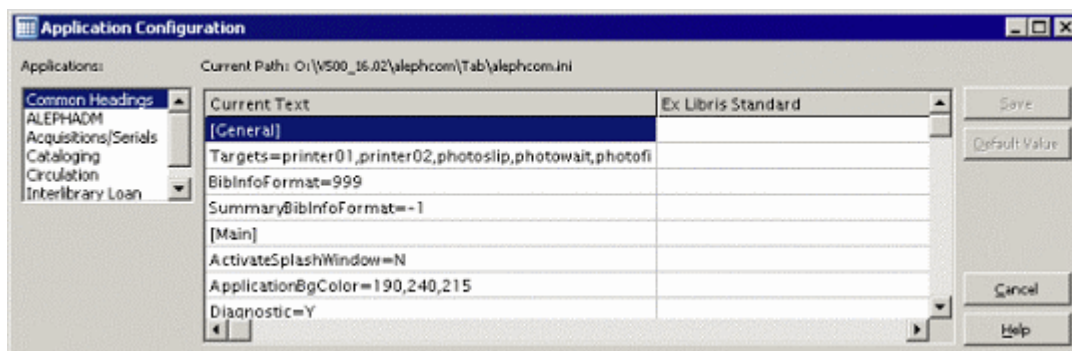 Application Configuration
Applications:
Current Path: O:\V500_16.02\alephcom\Tab\alephcom.ini
Common Headings
ALEPHADM
Acquisitions/Serials
Cataloging
Circulation
Interlibrary Loan
Current Text
Ex Libris Standard
[General]
Targets=printer01,printer02,photoslip,photowait,photofi
BibInfoFormat=999
SummaryBibInfoFormat=-1
[Main]
ActivateSplashWindow=N
ApplicationBgColor=190,240,215
Diagnostic=Y
Save
Default Value
Cancel
Help